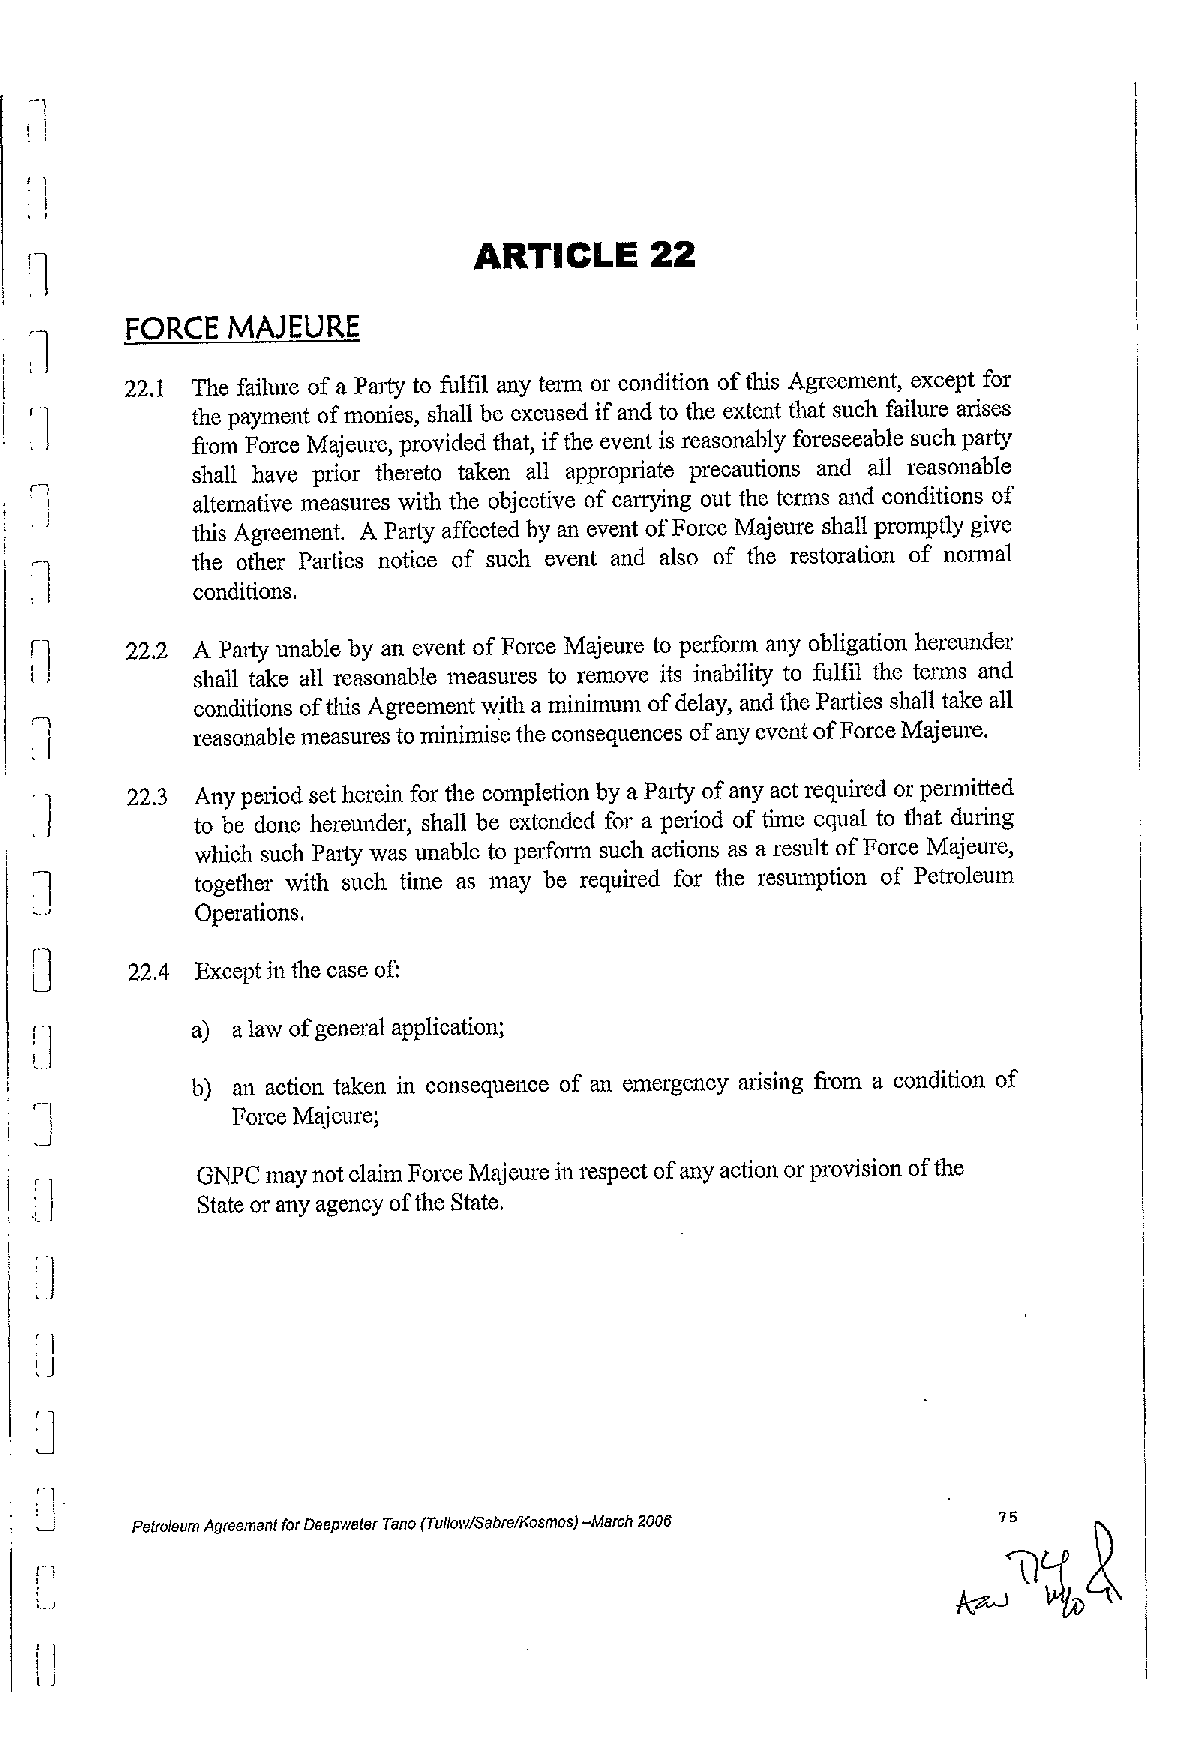 ARTICLE 22
FORCE MAJEURE
22.1 The failure of a Party to fulfil any term or condition of this Agreement, except for
the payment of monies, shall be excused if and to the extent that such failure arises
from Force Majeure, provided that, if the event is reasonably foreseeable such party
shall have prior thereto taken all appropriate precautions and all reasonable
alternative measures with the objective of carrying out the terms and conditions of
this Agreement. A Party affected by an event of Force Majeure shall promptly give
the other Parties notice of such event and also of the restoration of normal
conditions.
22.2 A Party unable by an event of Force Majeure to perform any obligation hereunder
shall take all reasonable measures to remove its inability to fulfil the terms and
conditions of this Agreement with a minimum of delay, and the Parties shall take all
reasonable measures to minimise the consequences of any event of Force Majeure.
22.3 Any period set herein for the completion by a Party of any act required or permitted
to be done hereunder, shall be extended for a period of time equal to that during
which such Party was unable to perform such actions as a result of Force Majeure,
together with such time as may be required for the resumption of Petroleum
Operations.
22.4 Except in the case of:
a) a law of general application;
b) an action taken in consequence of an emergency arising from a condition of
Force Majeure;
GNPC may not claim Force Majeure in respect of any action or provision of the
State or any agency of the State.
Petroleum Agreement for Deepwater Tano (Tullow/Sabre/Kosmos) –March 2006
75